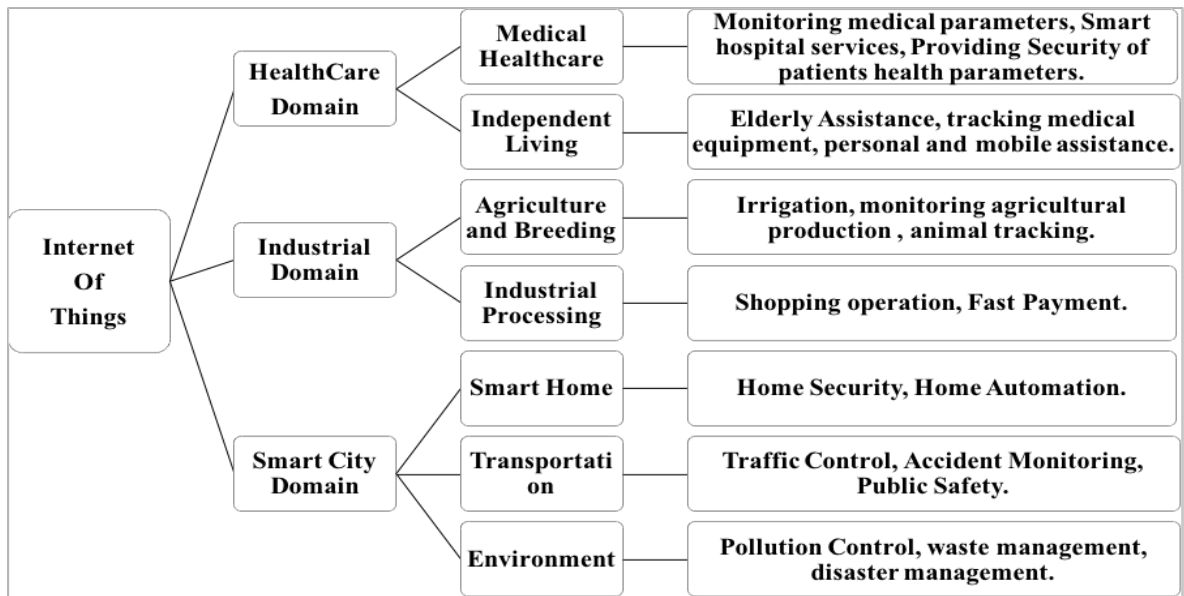 Internet
Of
Things
HealthCare
Domain
Medical
Healthcare
Monitoring medical parameters, Smart
hospital services, Providing Security of
patients health parameters.
Independent
Living
Elderly Assistance, tracking medical
equipment, personal and mobile assistance.
Industrial
Domain
Agriculture
and Breeding
Irrigation, monitoring agricultural
production , animal tracking.
Industrial
Processing
Shopping operation, Fast Payment.
Smart City
Domain
Smart Home
Home Security, Home Automation.
Transportati
on
Traffic Control, Accident Monitoring,
Public Safety.
Environment
Pollution Control, waste management,
disaster management.